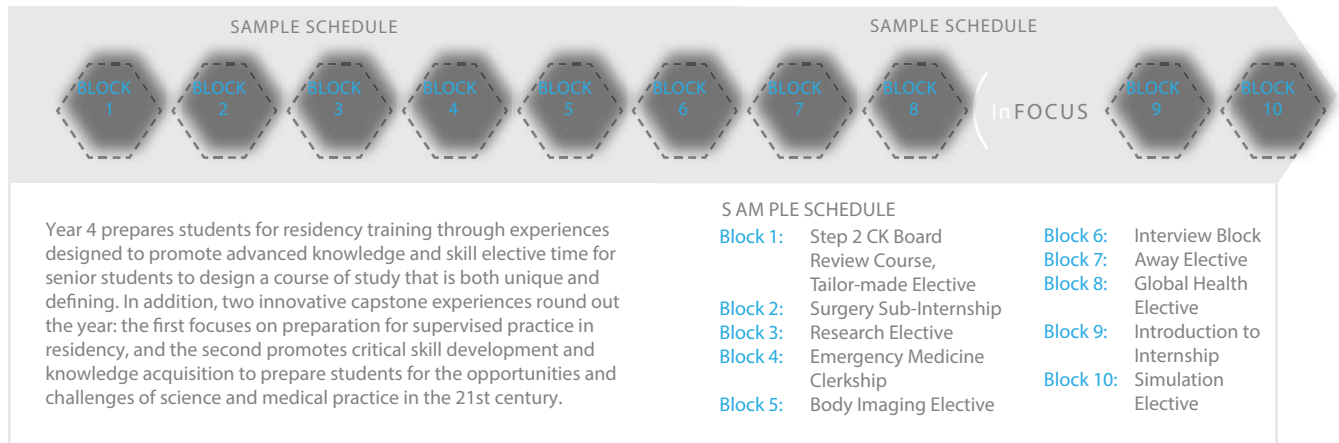 SAMPLE SCHEDULE
SAMPLE SCHEDULE
BLOCK
1
BLOCK
2
BLOCK
3
BLOCK
4
BLOCK
5
BLOCK
6
BLOCK
7
BLOCK
8
InFOCUS
BLOCK
9
BLOCK
10
Year 4 prepares students for residency training through experiences
designed to promote advanced knowledge and skill elective time for
senior students to design a course of study that is both unique and
defining. In addition, two innovative capstone experiences round out
the year: the first focuses on preparation for supervised practice in
residency, and the second promotes critical skill development and
knowledge acquisition to prepare students for the opportunities and
challenges of science and medical practice in the 21st century.
S AM PLE SCHEDULE
Block 1: Step 2 CK Board
Review Course,
Tailor-made Elective
Block 2: Surgery Sub-Internship
Block 3: Research Elective
Block 4: Emergency Medicine
Clerkship
Block 5: Body Imaging Elective
Block 6: Interview Block
Block 7: Away Elective
Block 8: Global Health
Elective
Block 9: Introduction to
Internship
Block 10: Simulation
Elective